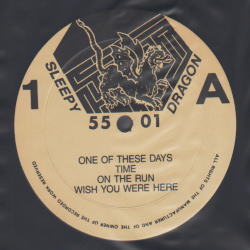 SLEEPY DRAGON
1 A
55 01
ONE OF THESE DAYS
TIME
ON THE RUN
WISH YOU WERE HERE
ALL RIGHTS OF THE MANUFACTURER AND OF THE OWNER OF THE RECORDED WORK RESERVED